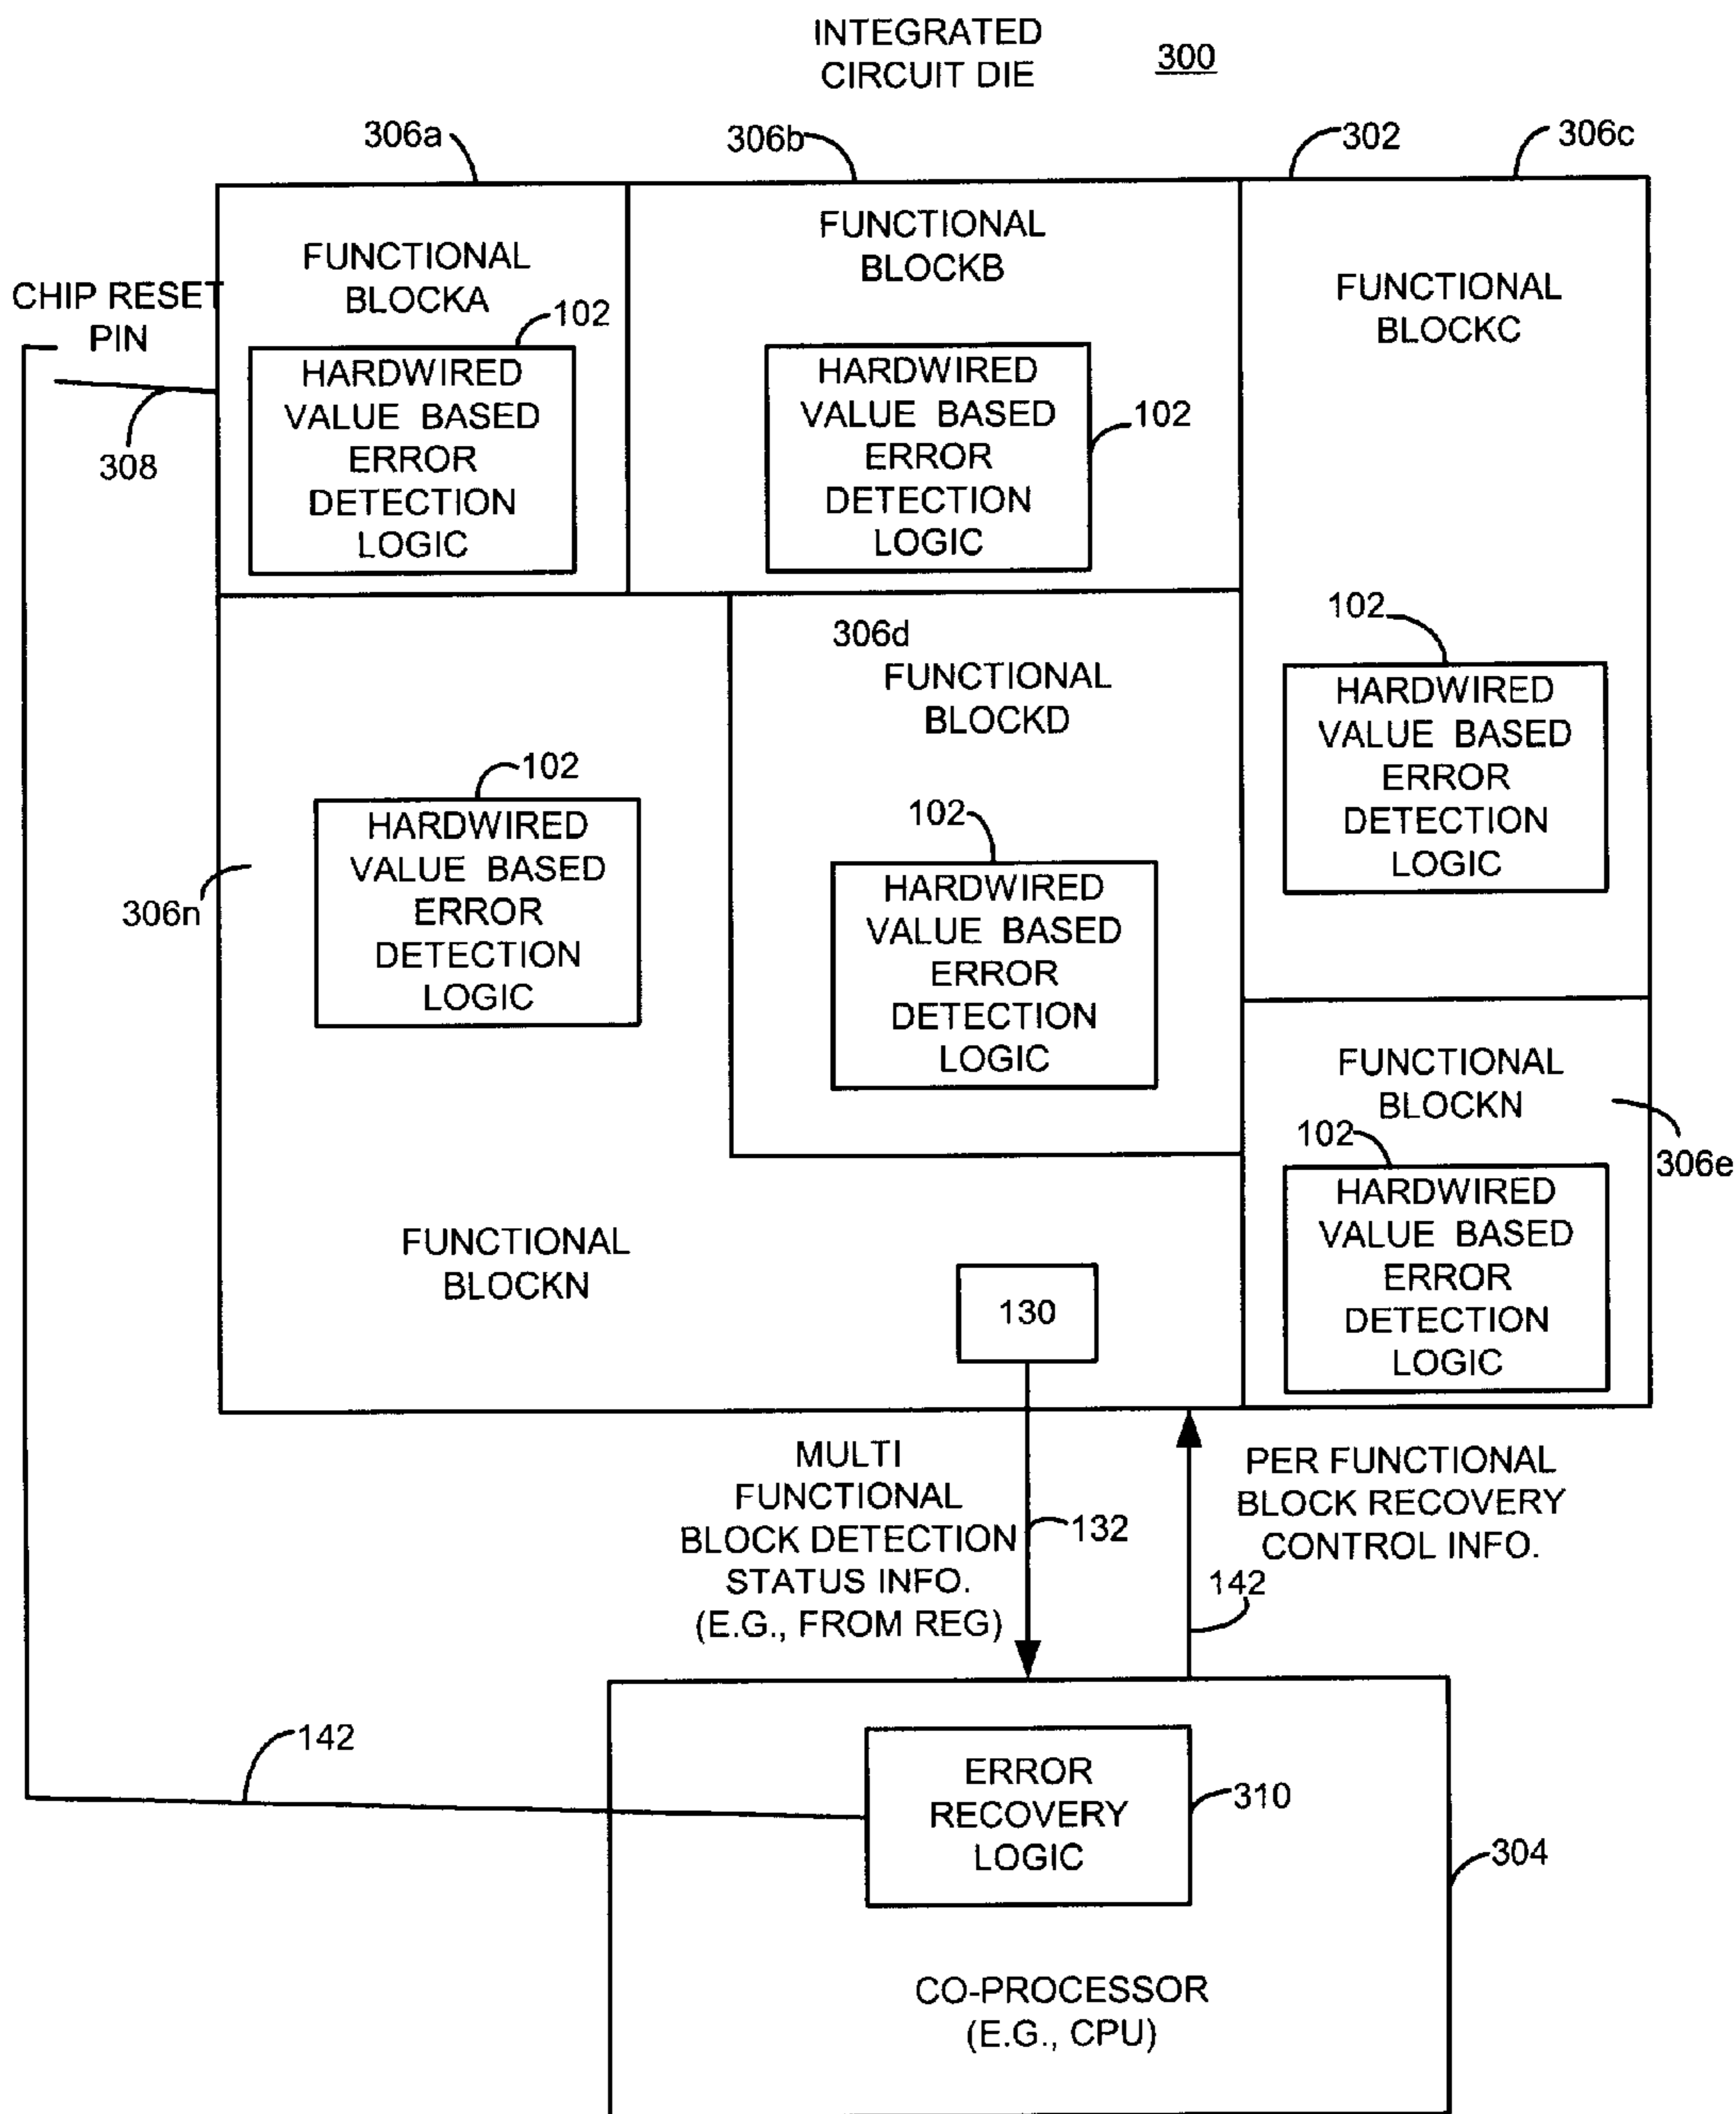 INTEGRATED
CIRCUIT DIE
300
306a
306b
302
306c
CHIP RESET
PIN
308
FUNCTIONAL
BLOCKA
102
HARDWIRED
VALUE BASED
ERROR
DETECTION
LOGIC
FUNCTIONAL
BLOCKB
HARDWIRED
VALUE BASED
ERROR
DETECTION
LOGIC
102
FUNCTIONAL
BLOCKC
102
HARDWIRED
VALUE BASED
ERROR
DETECTION
LOGIC
306d
FUNCTIONAL
BLOCKD
102
HARDWIRED
VALUE BASED
ERROR
DETECTION
LOGIC
102
HARDWIRED
VALUE BASED
ERROR
DETECTION
LOGIC
306n
FUNCTIONAL
BLOCKN
130
FUNCTIONAL
BLOCKN
102
306e
HARDWIRED
VALUE BASED
ERROR
DETECTION
LOGIC
MULTI
FUNCTIONAL
BLOCK DETECTION
STATUS INFO.
(E.G., FROM REG)
132
PER FUNCTIONAL
BLOCK RECOVERY
CONTROL INFO.
142
142
ERROR
RECOVERY
LOGIC
310
304
CO-PROCESSOR
(E.G., CPU)